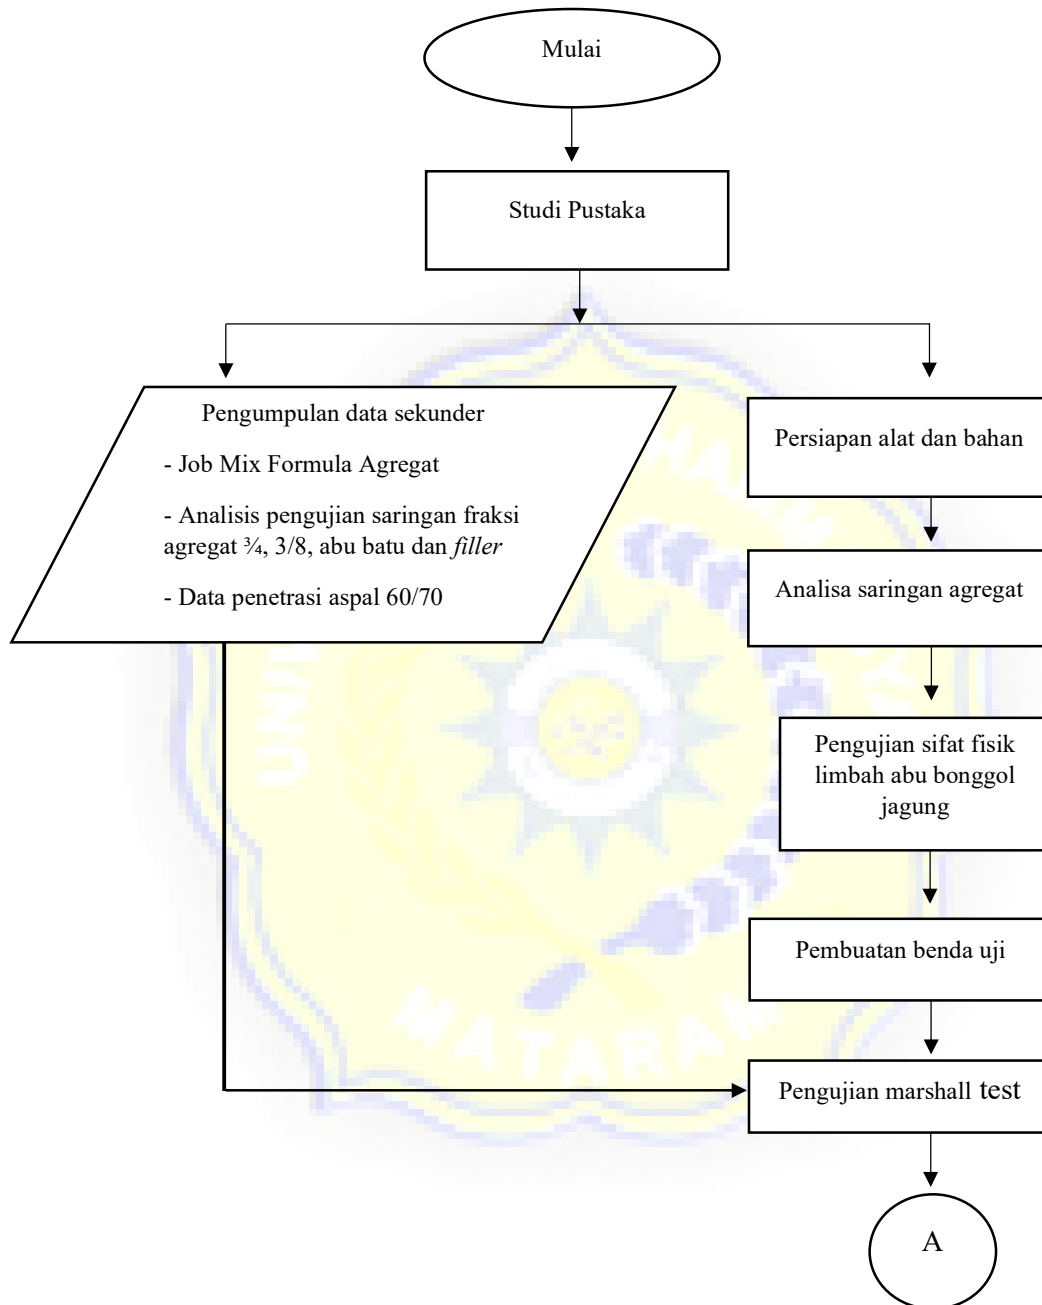 Mulai
Studi Pustaka
Pengumpulan data sekunder
- Job Mix Formula Agregat
- Analisis pengujian saringan fraksi
agregat ¾, 3/8, abu batu dan filler
- Data penetrasi aspal 60/70
Persiapan alat dan bahan
Analisa saringan agregat
Pengujian sifat fisik
limbah abu bonggol
jagung
Pembuatan benda uji
Pengujian marshall test
A
MATARAM